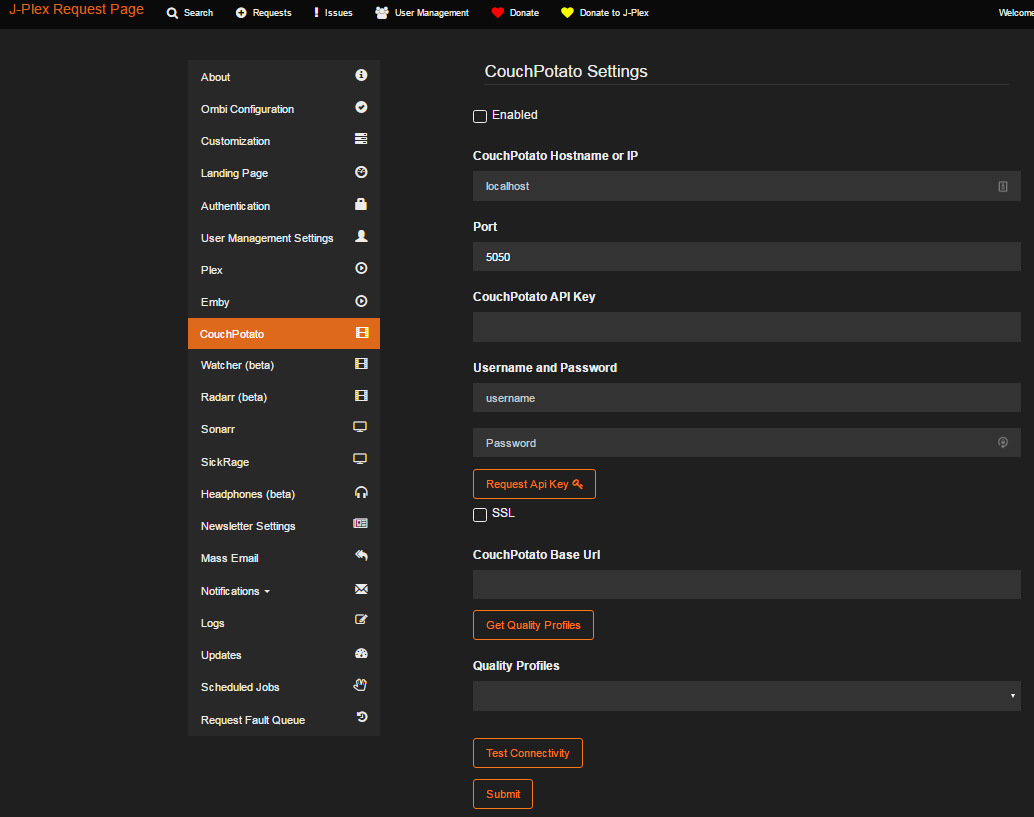 J-Plex Request Page Search Requests Issues User Management Donate Donate to J-Plex Welcome
About
Ombi Configuration
Customization
Landing Page
Authentication
User Management Settings
Plex
Emby
CouchPotato
Watcher (beta)
Radarr (beta)
Sonarr
SickRage
Headphones (beta)
Newsletter Settings
Mass Email
Notifications
Logs
Updates
Scheduled Jobs
Request Fault Queue
CouchPotato Settings
Enabled
CouchPotato Hostname or IP
localhost
Port
5050
CouchPotato API Key
Username and Password
username
Password
Request Api Key
SSL
CouchPotato Base Url
Get Quality Profiles
Quality Profiles
Test Connectivity
Submit